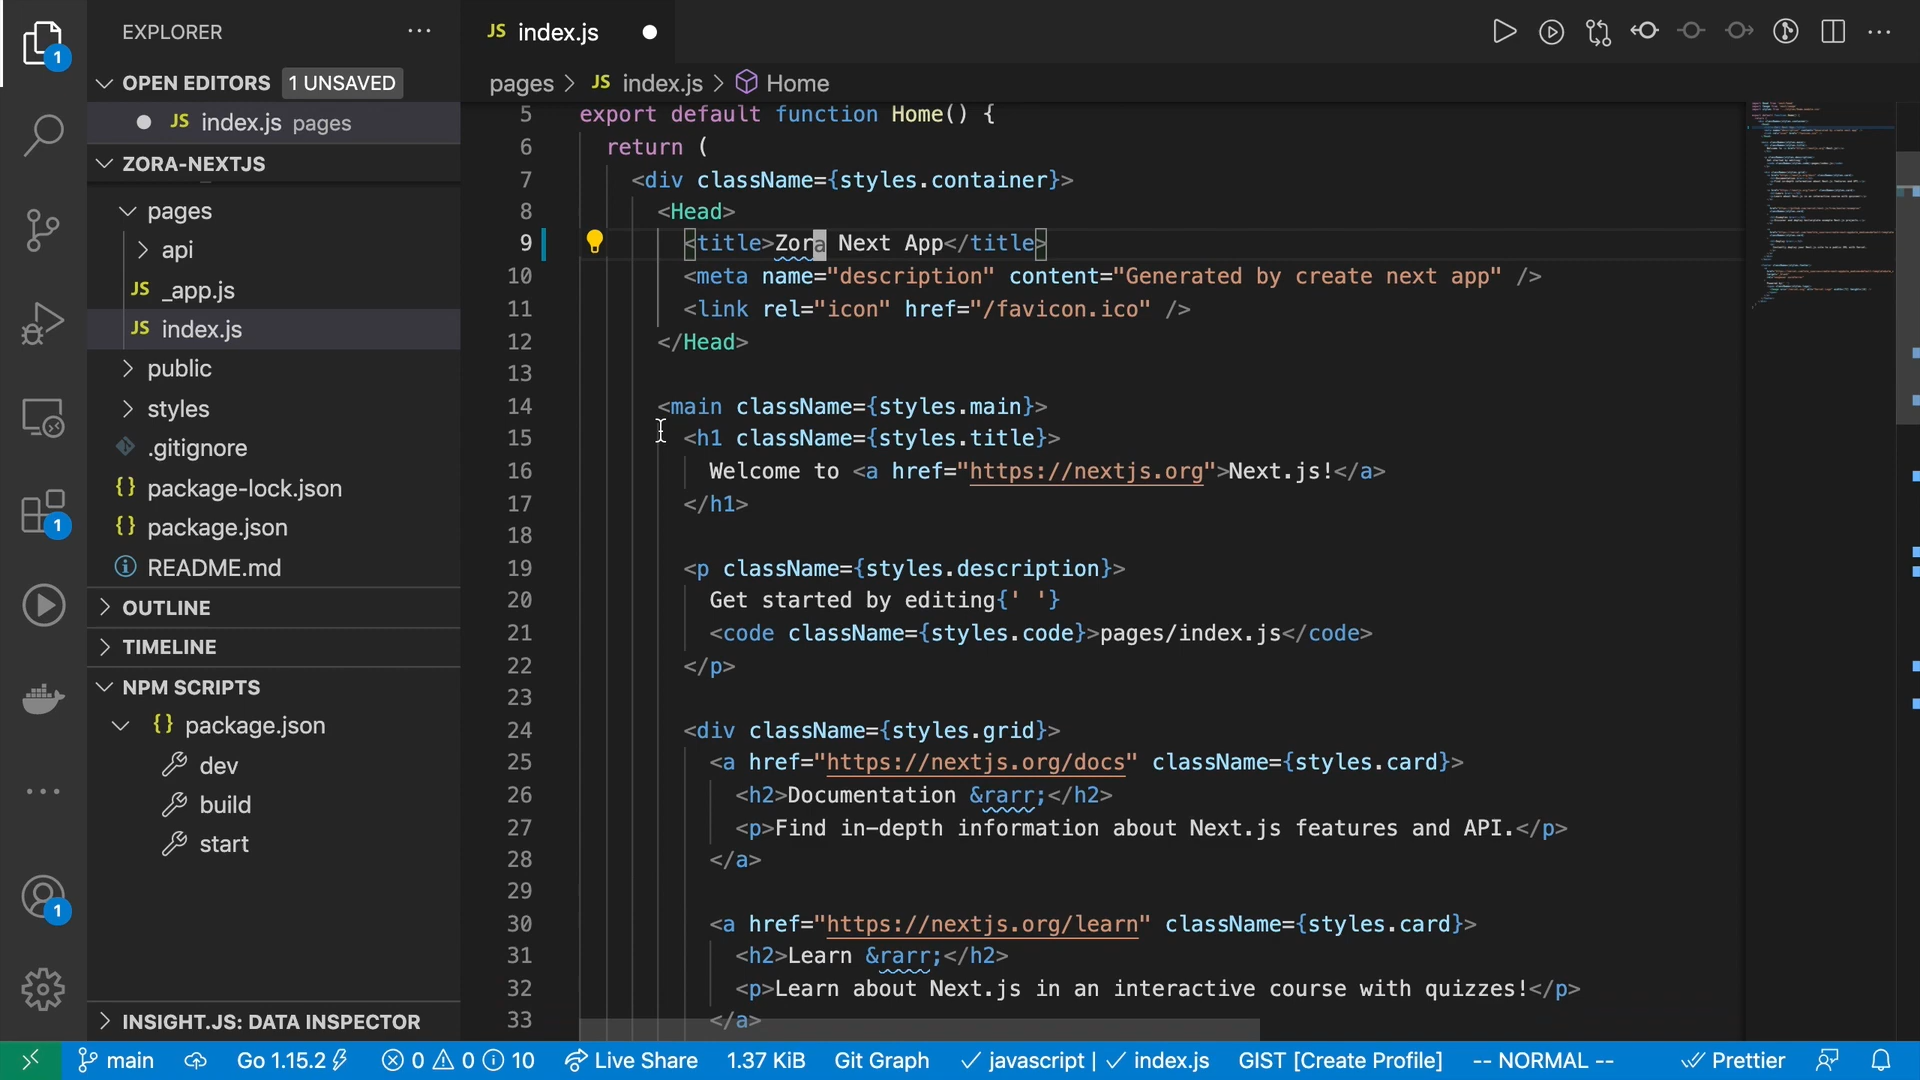 EXPLORER
JS index.js
1
OPEN EDITORS 1 UNSAVED
pages > JS index.js > Home
JS index.js pages
ZORA-NEXTJS
pages
api
JS _app.js
JS index.js
public
styles
.gitignore
{} package-lock.json
{} package.json
README.md
OUTLINE
TIMELINE
NPM SCRIPTS
{} package.json
dev
build
start
INSIGHT.JS: DATA INSPECTOR
1
1
5 export default function Home() {
6 return (
7 <div className={styles.container}>
8 <Head>
9 <title>Zora Next App</title>
10 <meta name="description" content="Generated by create next app" />
11 <link rel="icon" href="/favicon.ico" />
12 </Head>
13
14 <main className={styles.main}>
15 <h1 className={styles.title}>
16 Welcome to <a href="https://nextjs.org">Next.js!</a>
17 </h1>
18
19 <p className={styles.description}>
20 Get started by editing{' '}
21 <code className={styles.code}>pages/index.js</code>
22 </p>
23
24 <div className={styles.grid}>
25 <a href="https://nextjs.org/docs" className={styles.card}>
26 <h2>Documentation &rarr;</h2>
27 <p>Find in-depth information about Next.js features and API.</p>
28 </a>
29
30 <a href="https://nextjs.org/learn" className={styles.card}>
31 <h2>Learn &rarr;</h2>
32 <p>Learn about Next.js in an interactive course with quizzes!</p>
33 </a>
main Go 1.15.2 0 0 10 Live Share 1.37 KiB Git Graph javascript | index.js GIST [Create Profile] -- NORMAL -- Prettier